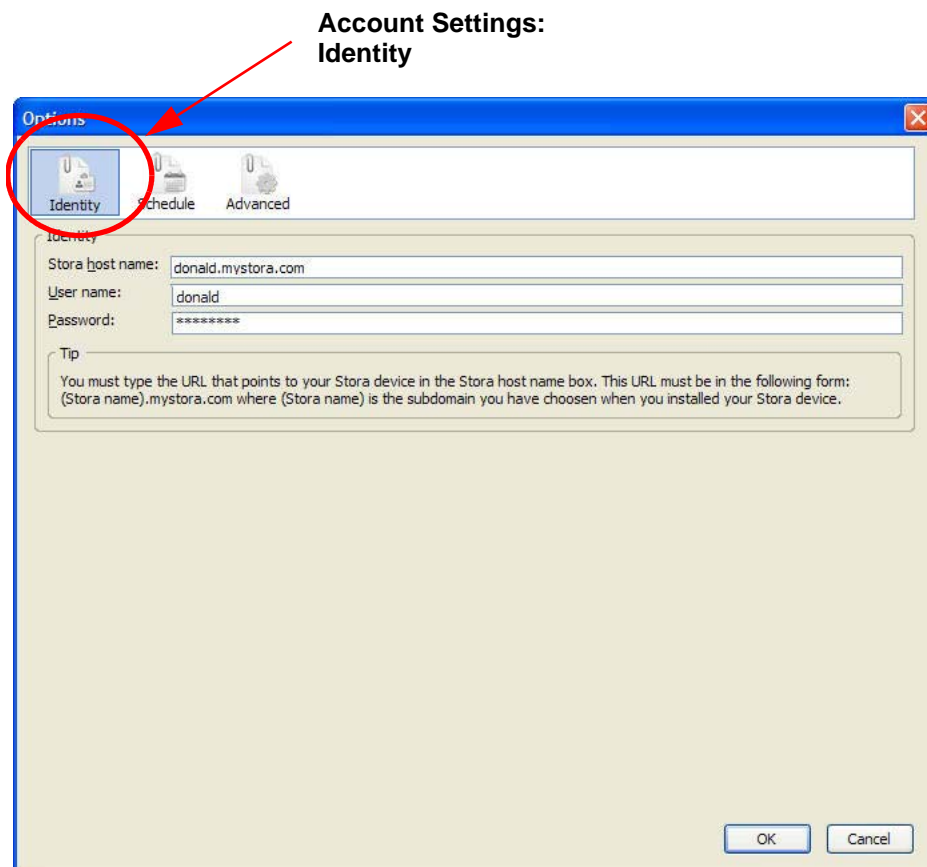 Account Settings:
Identity
Options
Identity
Schedule
Advanced
Identity
Stora host name:
donald.mystora.com
User name:
donald
Password:
********
Tip
You must type the URL that points to your Stora device in the Stora host name box. This URL must be in the following form:
(Stora name).mystora.com where (Stora name) is the subdomain you have choosen when you installed your Stora device.
OK
Cancel